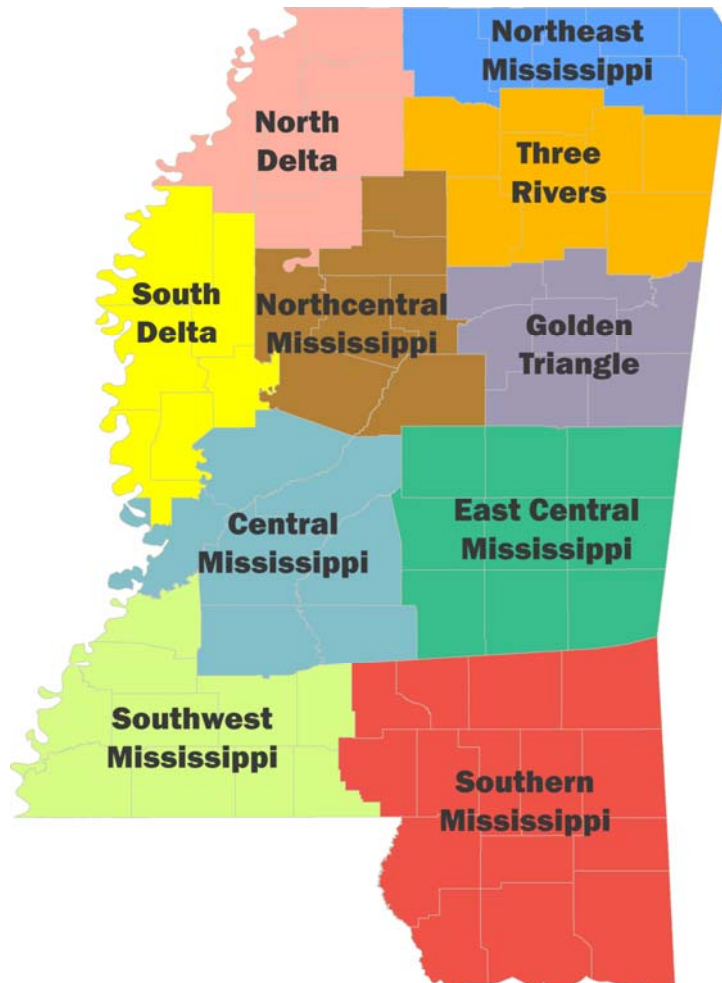 Northeast
Mississippi
North
Delta
Three
Rivers
South
Delta
Northcentral
Mississippi
Golden
Triangle
Central
Mississippi
East Central
Mississippi
Southwest
Mississippi
Southern
Mississippi